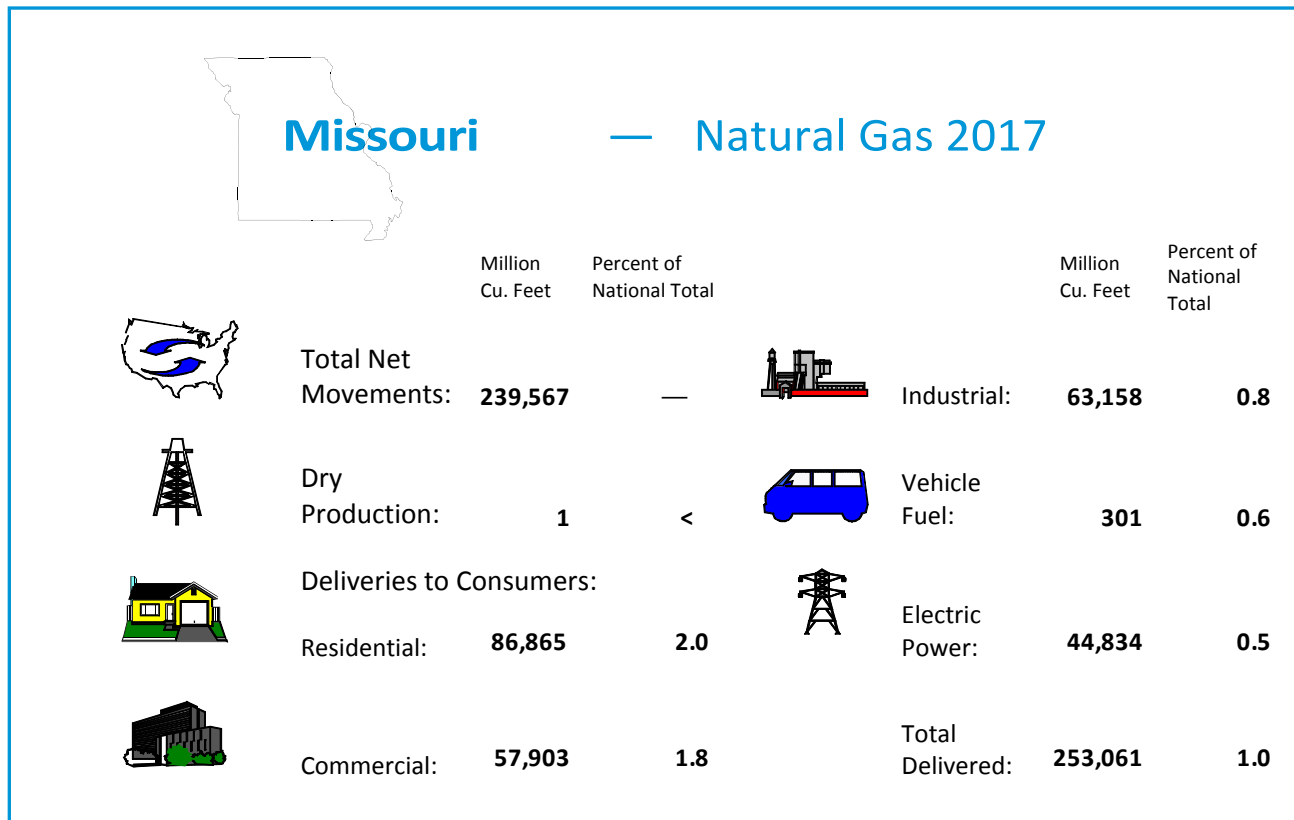 Missouri — Natural Gas 2017
Million
Cu. Feet
Percent of
National Total
Total Net
Movements: 239,567 —
Dry
Production: 1 <
Deliveries to Consumers:
Residential: 86,865 2.0
Commercial: 57,903 1.8
Million
Cu. Feet
Percent of
National
Total
Industrial: 63,158 0.8
Vehicle
Fuel: 301 0.6
Electric
Power: 44,834 0.5
Total
Delivered: 253,061 1.0